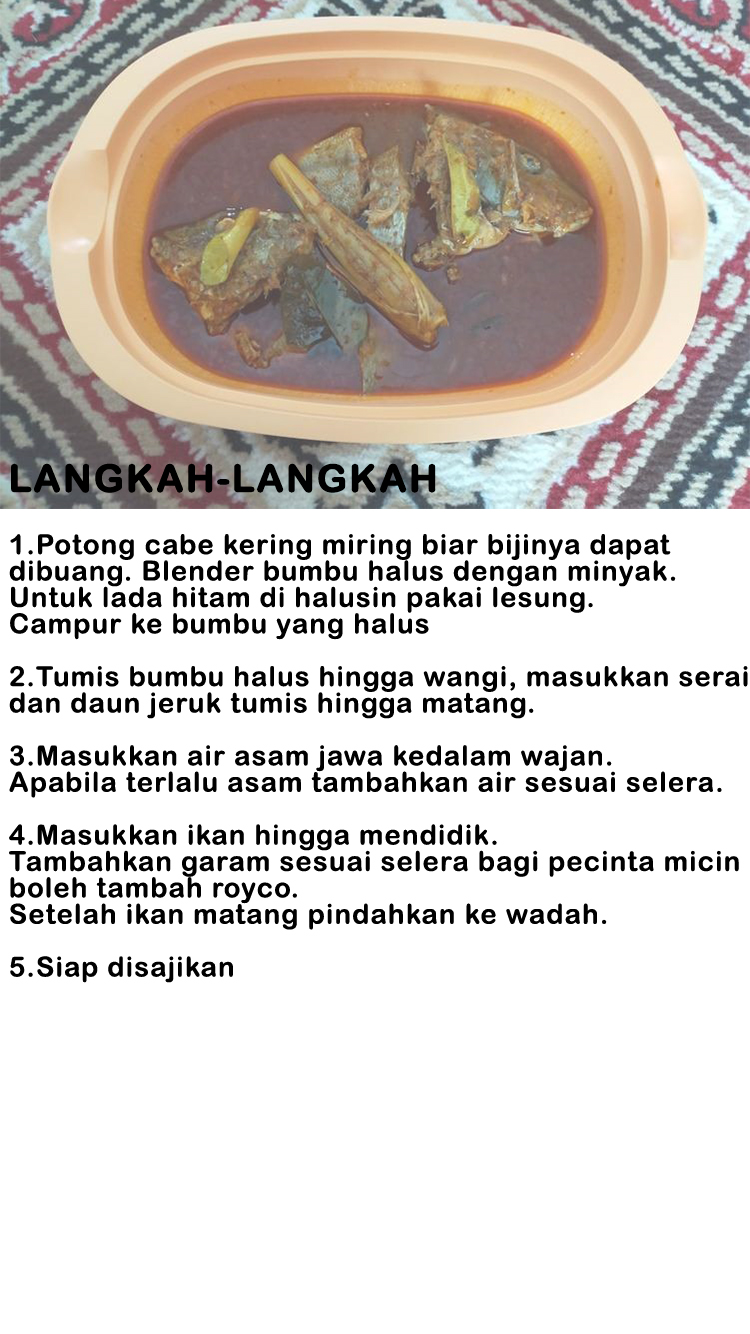 LANGKAH-LANGKAH
1.Potong cabe kering miring biar bijinya dapat
dibuang. Blender bumbu halus dengan minyak.
Untuk lada hitam di halusin pakai lesung.
Campur ke bumbu yang halus
2.Tumis bumbu halus hingga wangi, masukkan serai
dan daun jeruk tumis hingga matang.
3.Masukkan air asam jawa kedalam wajan.
Apabila terlalu asam tambahkan air sesuai selera.
4.Masukkan ikan hingga mendidik.
Tambahkan garam sesuai selera bagi pecinta micin
boleh tambah royco.
Setelah ikan matang pindahkan ke wadah.
5.Siap disajikan